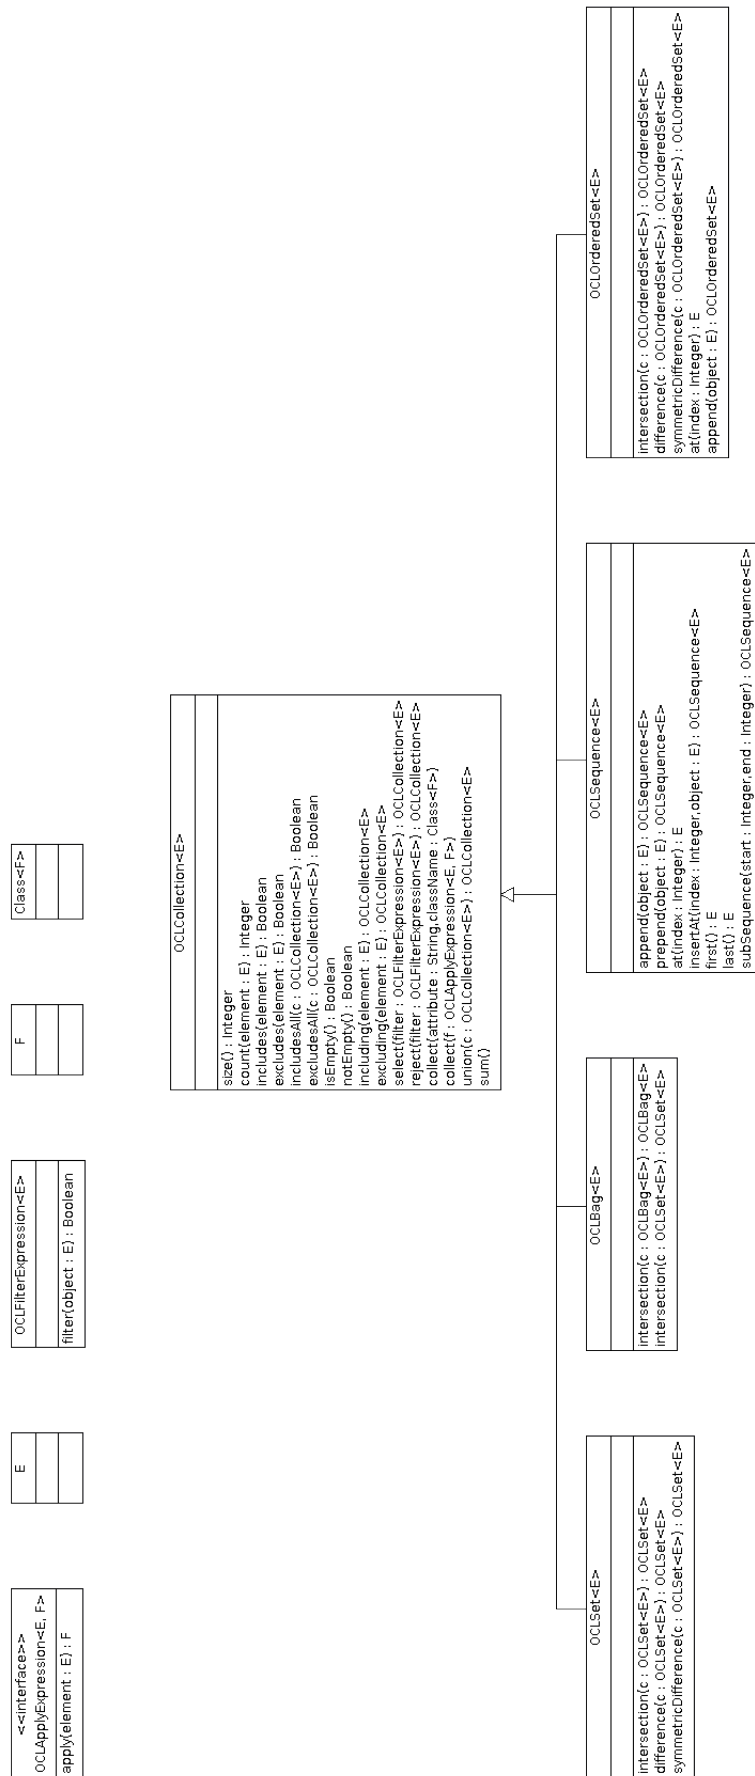 <<interface>>
OCLApplyExpression<E, F>
apply(element : E) : F
E
OCLFilterExpression<E>
filter(object : E) : Boolean
F
Class<F>
OCLCollection<E>
size() : Integer
count(element : E) : Integer
includes(element : E) : Boolean
excludes(element : E) : Boolean
includesAll(c : OCLCollection<E>) : Boolean
excludesAll(c : OCLCollection<E>) : Boolean
isEmpty() : Boolean
notEmpty() : Boolean
including(element : E) : OCLCollection<E>
excluding(element : E) : OCLCollection<E>
select(filter : OCLFilterExpression<E>) : OCLCollection<E>
reject(filter : OCLFilterExpression<E>) : OCLCollection<E>
collect(attribute : String,className : Class<F>)
collect(f : OCLApplyExpression<E, F>)
union(c : OCLCollection<E>) : OCLCollection<E>
sum()
OCLSet<E>
intersection(c : OCLSet<E>) : OCLSet<E>
difference(c : OCLSet<E>) : OCLSet<E>
symmetricDifference(c : OCLSet<E>) : OCLSet<E>
OCLBag<E>
intersection(c : OCLBag<E>) : OCLBag<E>
intersection(c : OCLSet<E>) : OCLSet<E>
OCLSequence<E>
append(object : E) : OCLSequence<E>
prepend(object : E) : OCLSequence<E>
at(index : Integer) : E
insertAt(index : Integer,object : E) : OCLSequence<E>
first() : E
last() : E
subSequence(start : Integer,end : Integer) : OCLSequence<E>
OCLOrderedSet<E>
intersection(c : OCLOrderedSet<E>) : OCLOrderedSet<E>
difference(c : OCLOrderedSet<E>) : OCLOrderedSet<E>
symmetricDifference(c : OCLOrderedSet<E>) : OCLOrderedSet<E>
at(index : Integer) : E
append(object : E) : OCLOrderedSet<E>